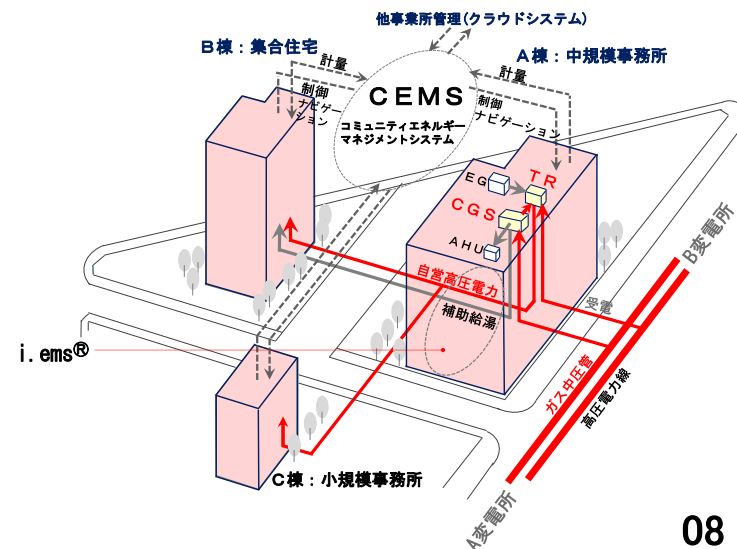 他事業所管理(クラウドシステム)
B棟:集合住宅
A棟:中規模事務所
計量
計量
制御
ナビゲー
ション
制御
ナビゲーション
CEMS
コミュニティエネルギー
マネジメントシステム
EG
TR
CGS
AHU
自営高圧電力
補助給湯
受電
B変電所
i.ems®
ガス中圧管
高圧電力線
C棟:小規模事務所
A変電所
08